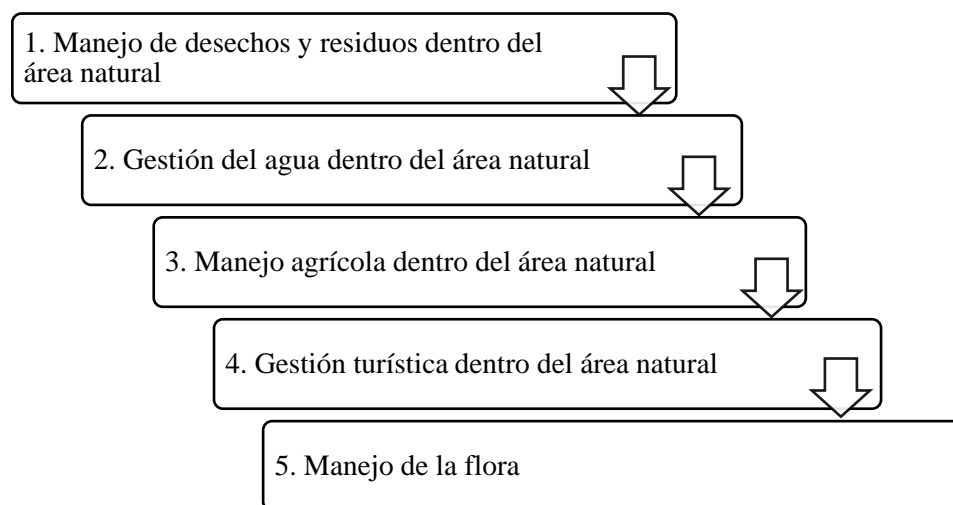 1. Manejo de desechos y residuos dentro del
área natural
2. Gestión del agua dentro del área natural
3. Manejo agrícola dentro del área natural
4. Gestión turística dentro del área natural
5. Manejo de la flora